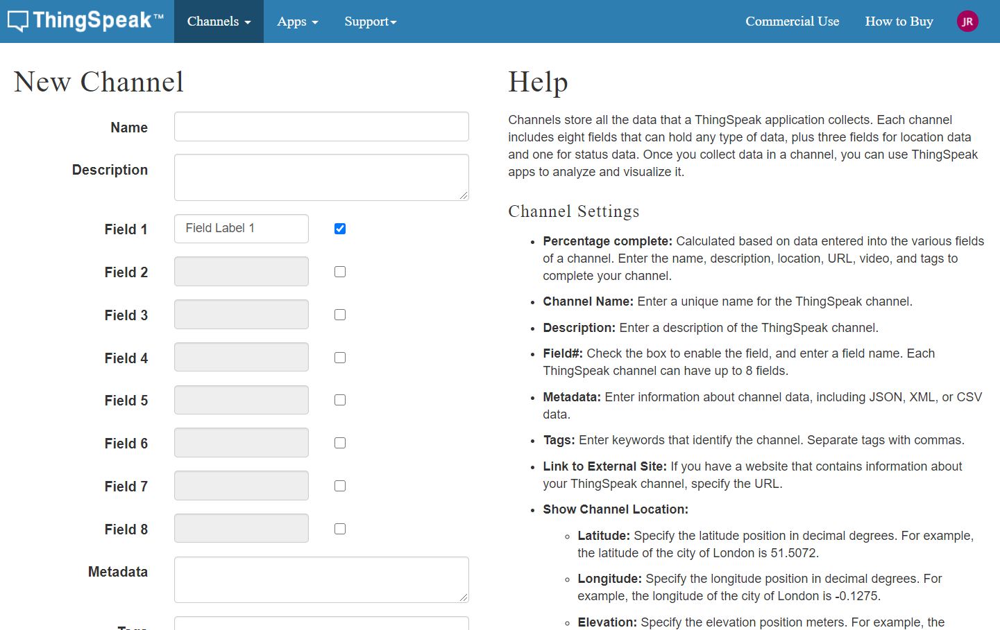 ThingSpeak™ Channels Apps Support Commercial Use How to Buy JR
New Channel
Name
Description
Field 1 Field Label 1
Field 2
Field 3
Field 4
Field 5
Field 6
Field 7
Field 8
Metadata
Help
Channels store all the data that a ThingSpeak application collects. Each channel
includes eight fields that can hold any type of data, plus three fields for location data
and one for status data. Once you collect data in a channel, you can use ThingSpeak
apps to analyze and visualize it.
Channel Settings
• Percentage complete: Calculated based on data entered into the various fields
of a channel. Enter the name, description, location, URL, video, and tags to
complete your channel.
• Channel Name: Enter a unique name for the ThingSpeak channel.
• Description: Enter a description of the ThingSpeak channel.
• Field#: Check the box to enable the field, and enter a field name. Each
ThingSpeak channel can have up to 8 fields.
• Metadata: Enter information about channel data, including JSON, XML, or CSV
data.
• Tags: Enter keywords that identify the channel. Separate tags with commas.
• Link to External Site: If you have a website that contains information about
your ThingSpeak channel, specify the URL.
• Show Channel Location:
◦ Latitude: Specify the latitude position in decimal degrees. For example,
the latitude of the city of London is 51.5072.
◦ Longitude: Specify the longitude position in decimal degrees. For
example, the longitude of the city of London is -0.1275.
◦ Elevation: Specify the elevation position meters. For example, the